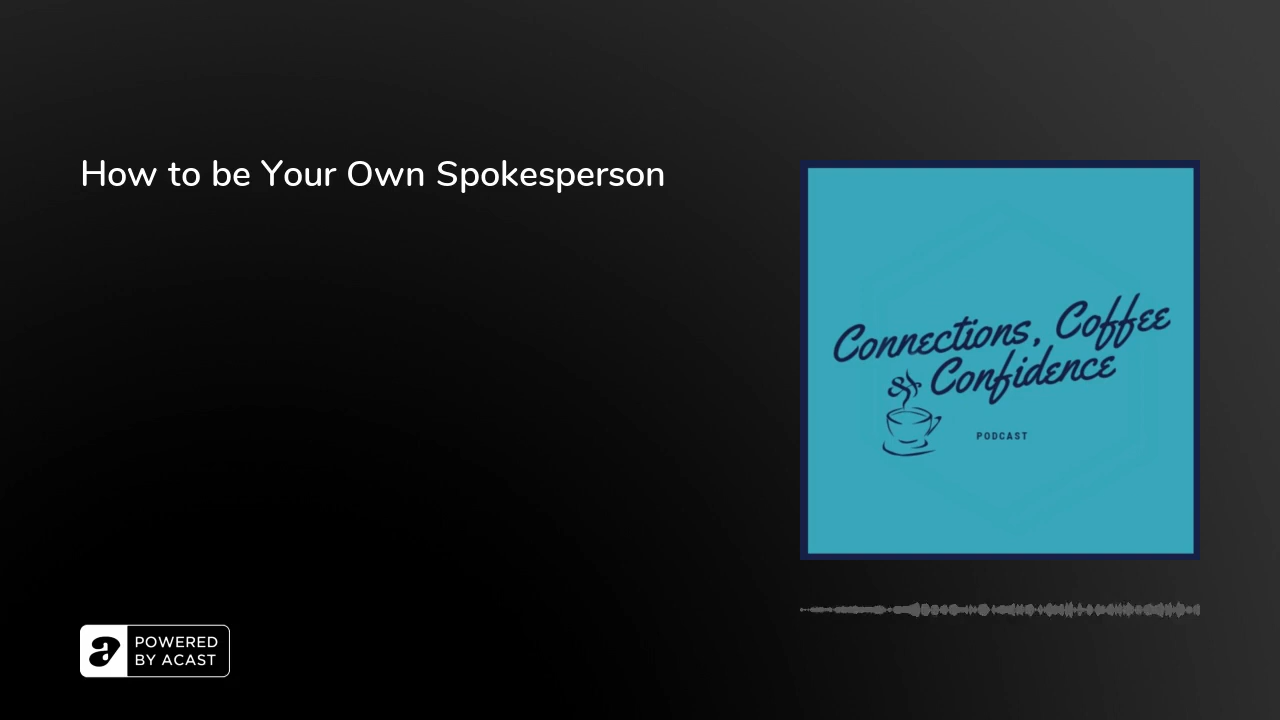 How to be Your Own Spokesperson
Connections, Coffee
& Confidence
PODCAST
POWERED
BY ACAST